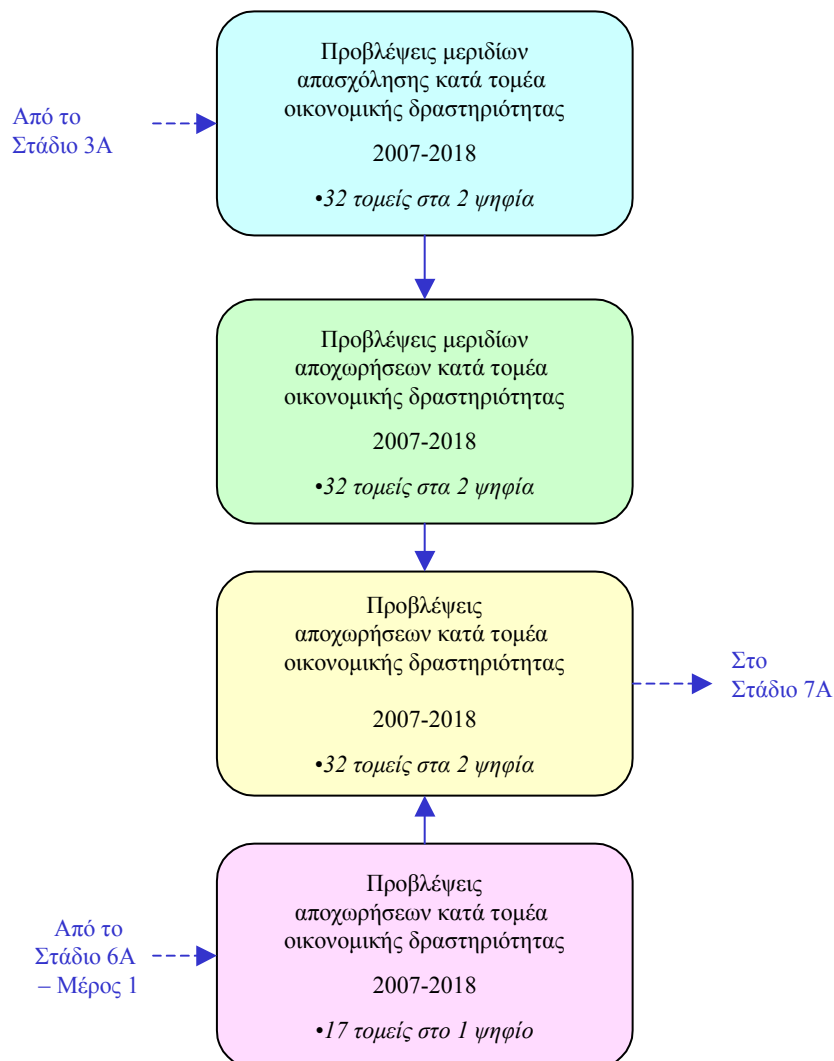 Προβλέψεις μεριδίων
απασχόλησης κατά τομέα
οικονομικής δραστηριότητας
2007-2018
•32 τομείς στα 2 ψηφία
Από το
Στάδιο 3Α
Προβλέψεις μεριδίων
αποχωρήσεων κατά τομέα
οικονομικής δραστηριότητας
2007-2018
•32 τομείς στα 2 ψηφία
Προβλέψεις
αποχωρήσεων κατά τομέα
οικονομικής δραστηριότητας
2007-2018
•32 τομείς στα 2 ψηφία
Στο
Στάδιο 7Α
Προβλέψεις
αποχωρήσεων κατά τομέα
οικονομικής δραστηριότητας
2007-2018
•17 τομείς στο 1 ψηφίο
Από το
Στάδιο 6Α
– Μέρος 1